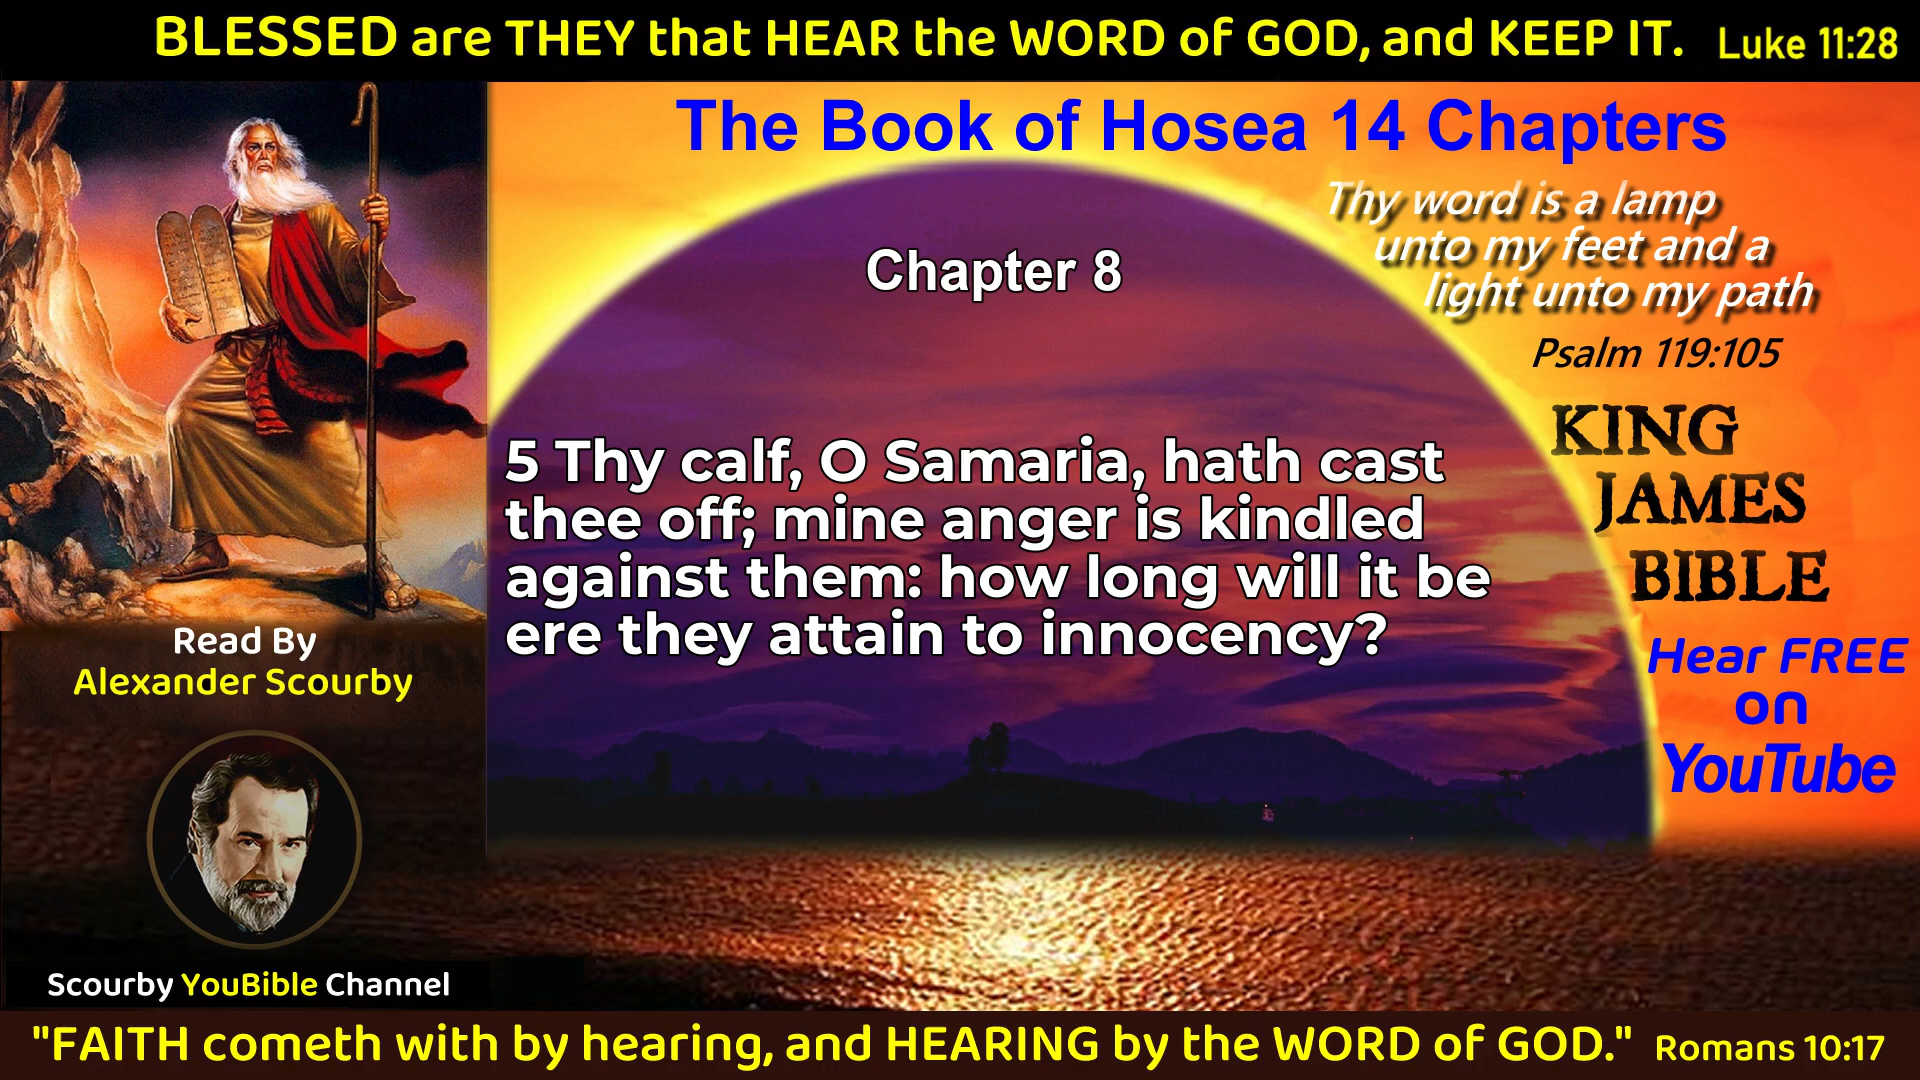 BLESSED are THEY that HEAR the WORD of GOD, and KEEP IT. Luke 11:28
The Book of Hosea 14 Chapters
Thy word is a lamp
unto my feet and a
light unto my path
Psalm 119:105
Chapter 8
KING
JAMES
BIBLE
5 Thy calf, O Samaria, hath cast
thee off; mine anger is kindled
against them: how long will it be
ere they attain to innocency?
Hear FREE
on
YouTube
Read By
Alexander Scourby
Scourby YouBible Channel
"FAITH cometh with by hearing, and HEARING by the WORD of GOD." Romans 10:17